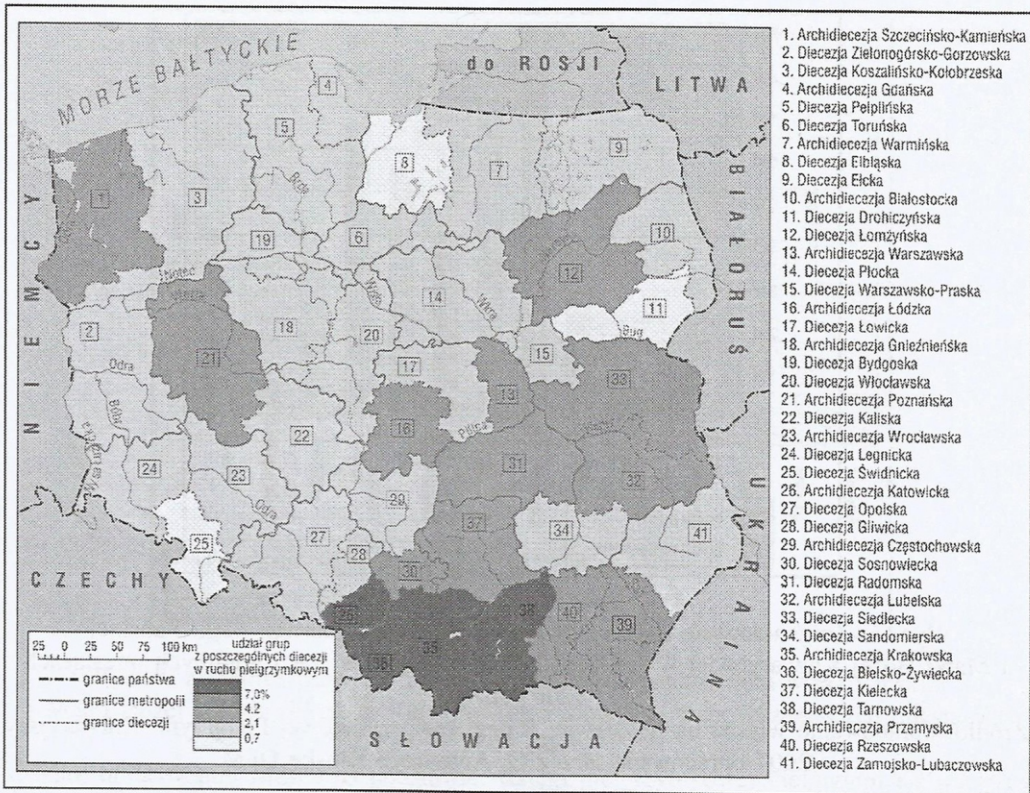 MORZE BAŁTYCKIE
do ROSJI
LITWA
BIAŁORUŚ
UKRAINA
SŁOWACJA
CZECHY
NIEMCY
Odra
Noteć
Warta
Odra
Bóbr
Nysa Łużycka
Odra
Brda
Wisła
Wkra
Narew
Bug
Pilica
Wieprz
1
2
3
4
5
6
7
8
9
10
11
12
13
14
15
16
17
18
19
20
21
22
23
24
25
26
27
28
29
30
31
32
33
34
35
36
37
38
39
40
41
25 0 25 50 75 100 km
granice państwa
granice metropolii
granice diecezji
udział grup
z poszczególnych diecezji
w ruchu pielgrzymkowym
7,0%
4,2
2,1
0,7
1. Archidiecezja Szczecińsko-Kamieńska
2. Diecezja Zielonogórsko-Gorzowska
3. Diecezja Koszalińsko-Kołobrzeska
4. Archidiecezja Gdańska
5. Diecezja Pelplińska
6. Diecezja Toruńska
7. Archidiecezja Warmińska
8. Diecezja Elbląska
9. Diecezja Ełcka
10. Archidiecezja Białostocka
11. Diecezja Drohiczyńska
12. Diecezja Łomżyńska
13. Archidiecezja Warszawska
14. Diecezja Płocka
15. Diecezja Warszawsko-Praska
16. Archidiecezja Łódzka
17. Diecezja Łowicka
18. Archidiecezja Gnieźnieńska
19. Diecezja Bydgoska
20. Diecezja Włocławska
21. Archidiecezja Poznańska
22. Diecezja Kaliska
23. Archidiecezja Wrocławska
24. Diecezja Legnicka
25. Diecezja Świdnicka
26. Archidiecezja Katowicka
27. Diecezja Opolska
28. Diecezja Gliwicka
29. Archidiecezja Częstochowska
30. Diecezja Sosnowiecka
31. Diecezja Radomska
32. Archidiecezja Lubelska
33. Diecezja Siedlecka
34. Diecezja Sandomierska
35. Archidiecezja Krakowska
36. Diecezja Bielsko-Żywiecka
37. Diecezja Kielecka
38. Diecezja Tarnowska
39. Archidiecezja Przemyska
40. Diecezja Rzeszowska
41. Diecezja Zamojsko-Lubaczowska